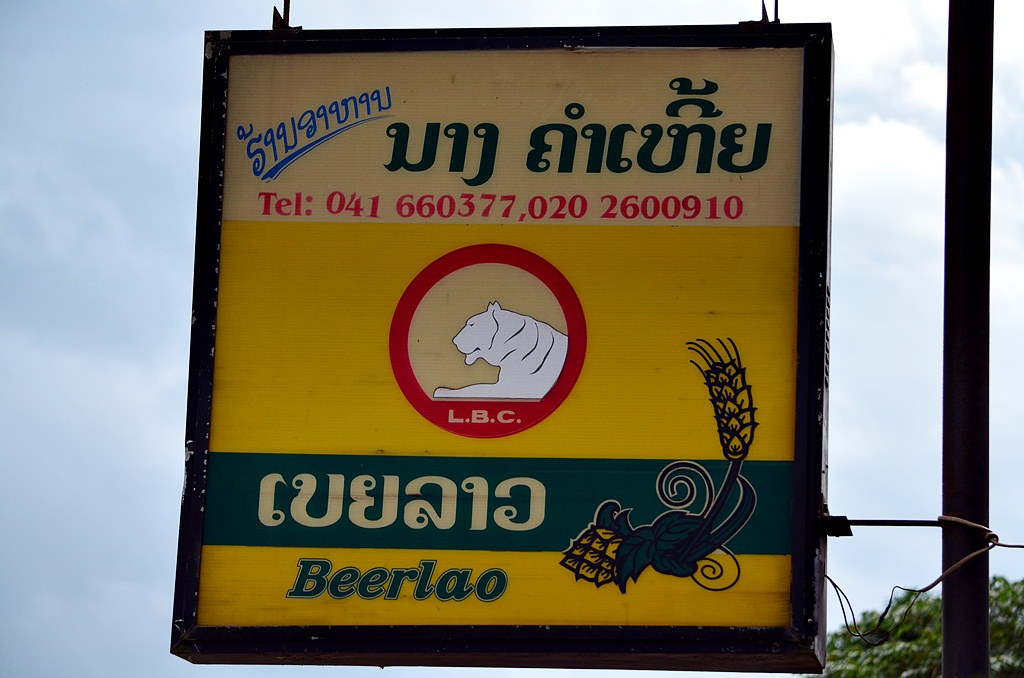 ຮ້ານອາຫານ
ນາງ ຄຳເຫຼີ້ຍ
Tel: 041 660377,020 2600910
L.B.C.
ເບຍລາວ
Beerlao